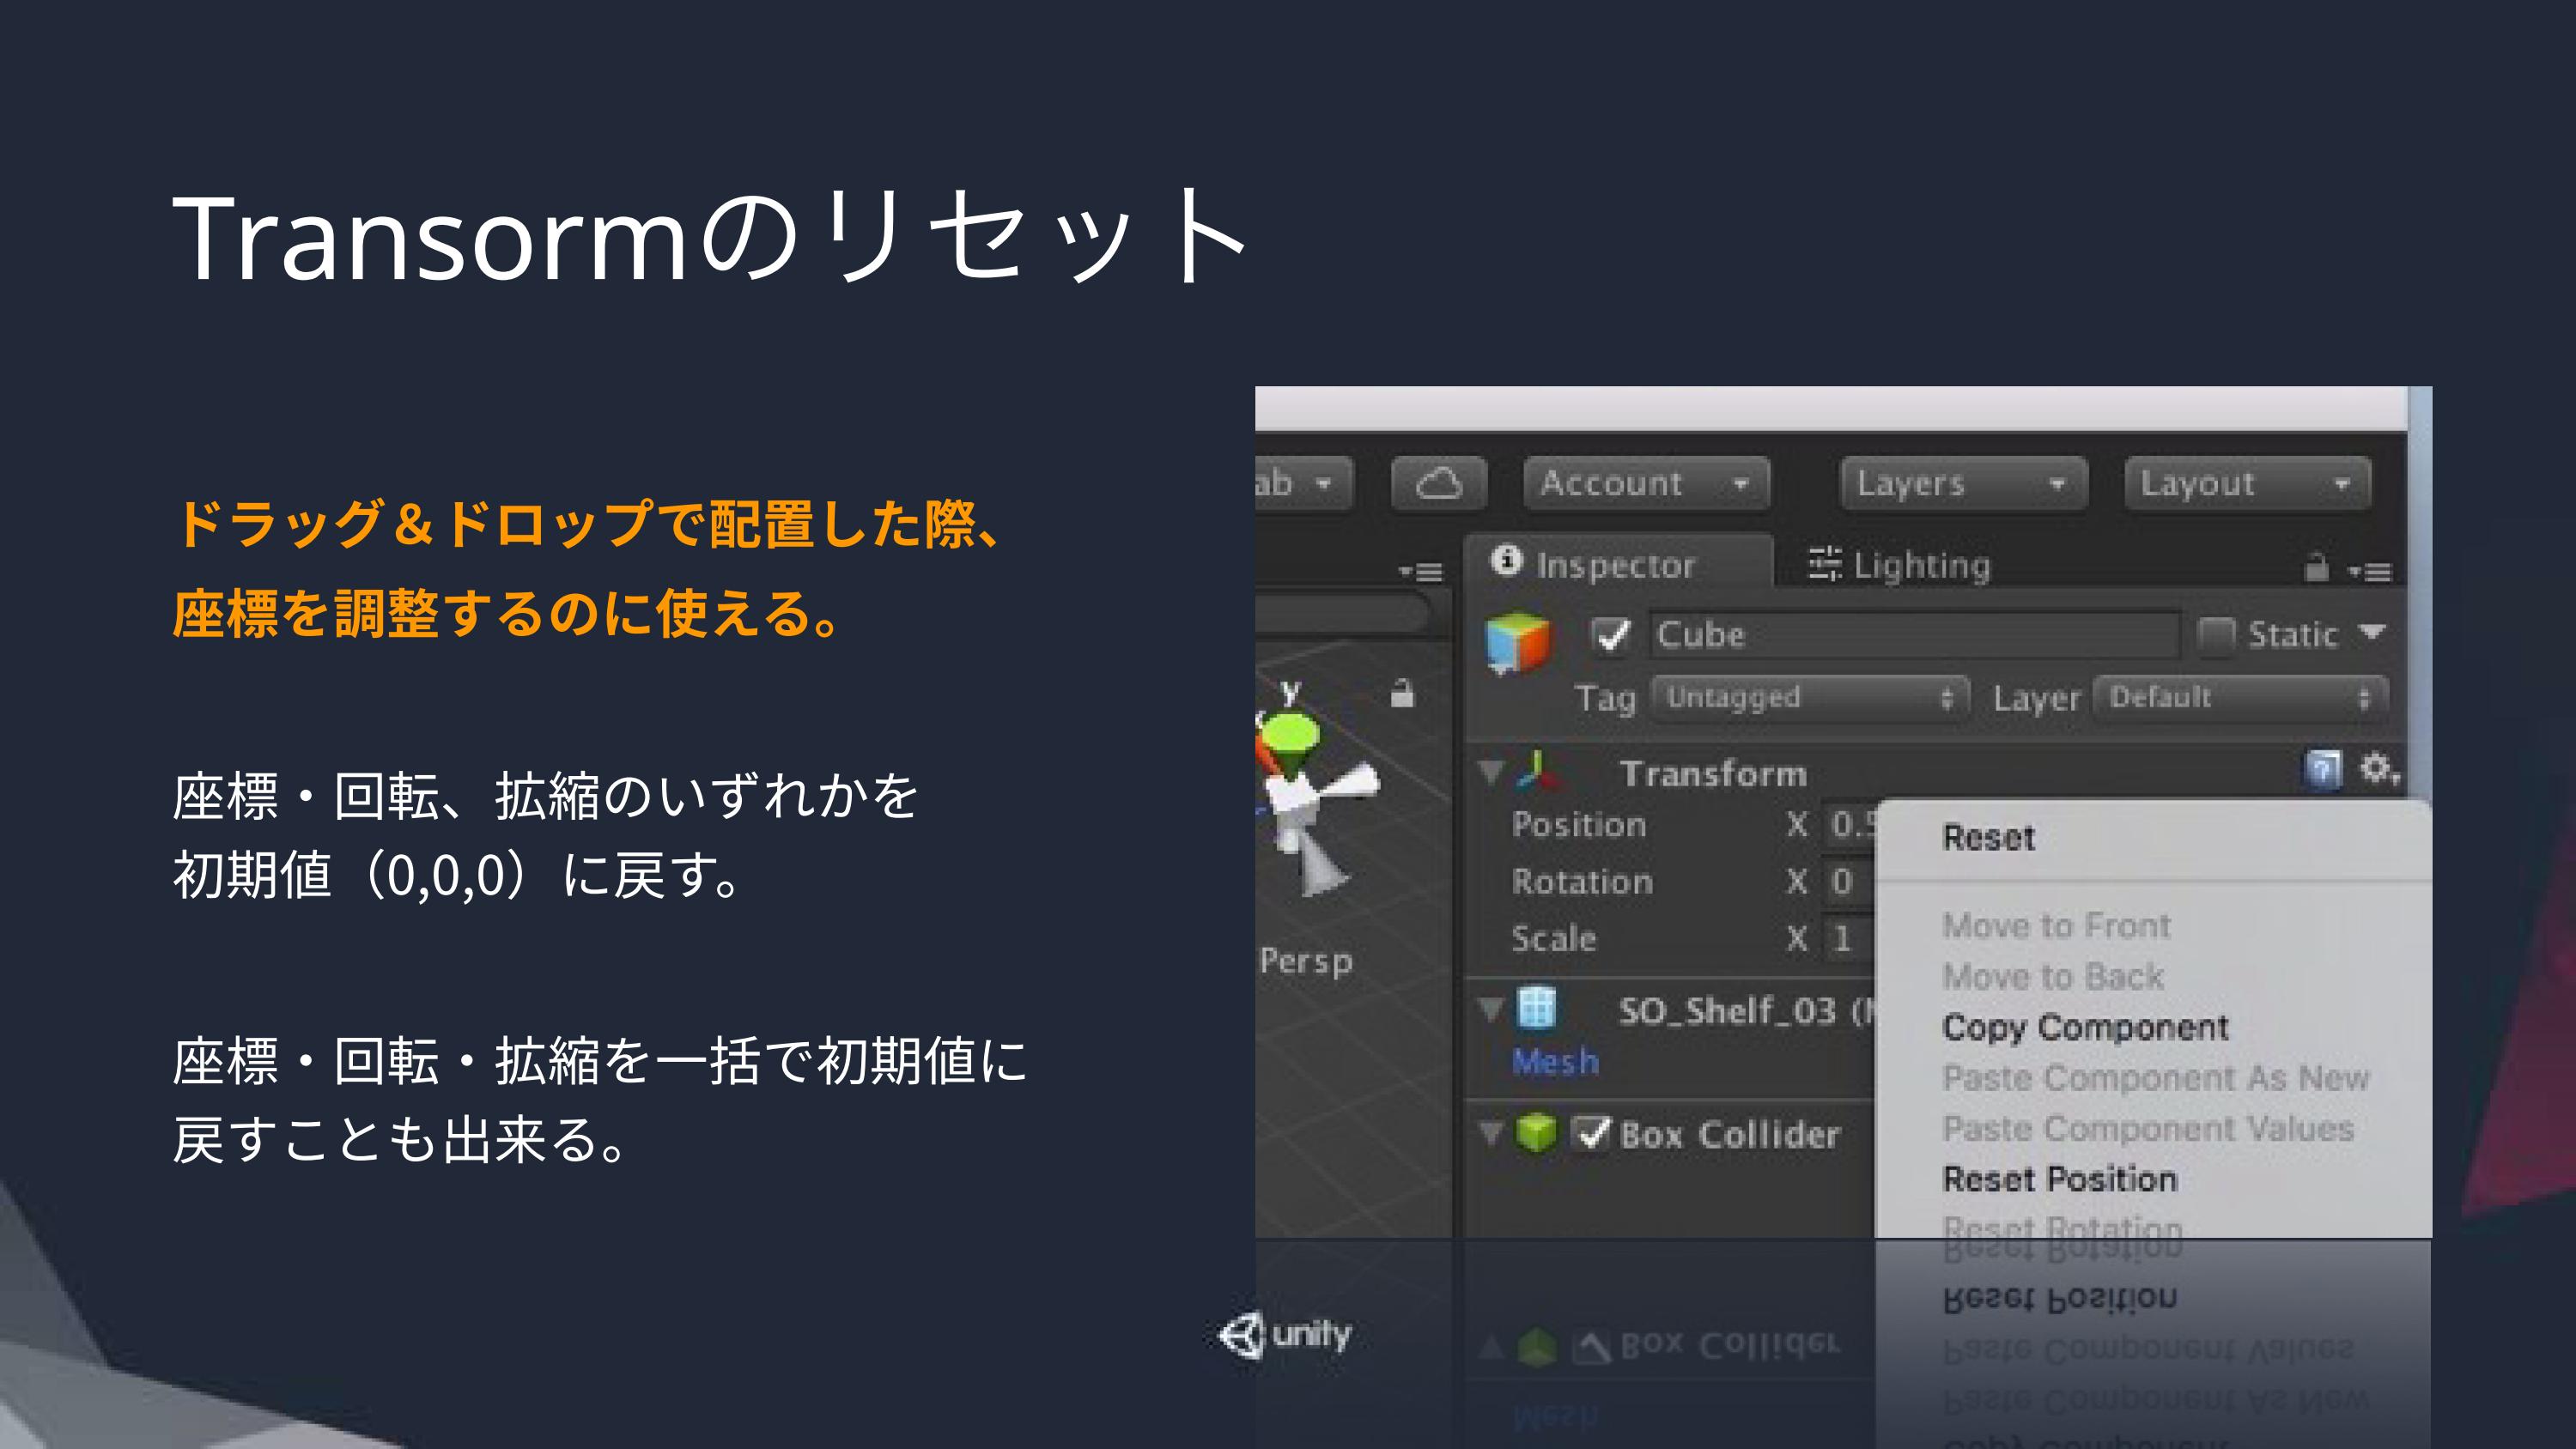 Transormのリセット
ドラッグ＆ドロップで配置した際、
座標を調整するのに使える。
座標・回転、拡縮のいずれかを
初期値（0,0,0）に戻す。
座標・回転・拡縮を一括で初期値に
戻すことも出来る。
Account Layers Layout
Inspector Lighting
Cube Static
Tag Untagged Layer Default
y
Transform
Position X
Rotation X 0
Scale X 1
Persp
SO_Shelf_03
Mesh
Box Collider
Reset
Move to Front
Move to Back
Copy Component
Paste Component As New
Paste Component Values
Reset Position
Reset Rotation
unity